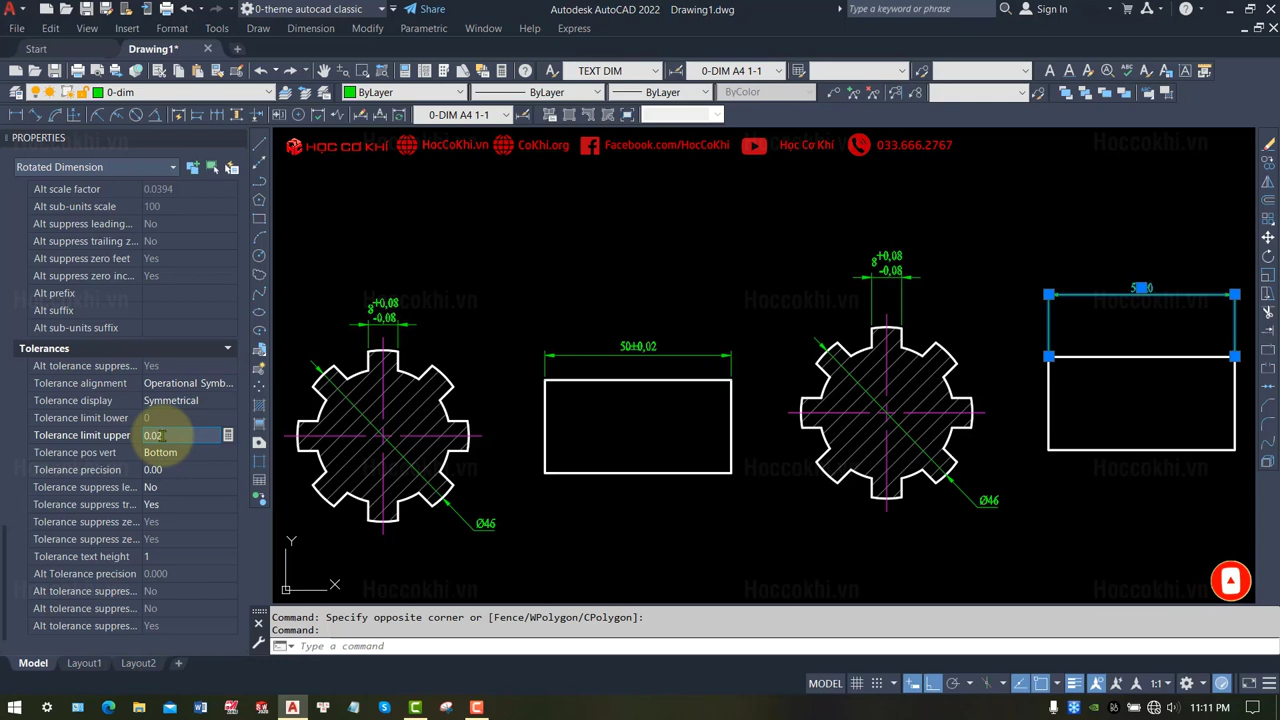 0-theme autocad classic
Share
Autodesk AutoCAD 2022 Drawing1.dwg
Type a keyword or phrase
Sign In
File Edit View Insert Format Tools Draw Dimension Modify Parametric Window Help Express
Start
Drawing1*
TEXT DIM
0-DIM A4 1-1
0-dim
ByLayer
ByLayer
ByLayer
ByColor
0-DIM A4 1-1
PROPERTIES
Rotated Dimension
Alt scale factor 0.0394
Alt sub-units scale 100
Alt suppress leading... No
Alt suppress trailing z... No
Alt suppress zero feet Yes
Alt suppress zero inc... Yes
Alt prefix
Alt suffix
Alt sub-units suffix
Tolerances
Alt tolerance suppres... Yes
Tolerance alignment Operational Symb...
Tolerance display Symmetrical
Tolerance limit lower 0
Tolerance limit upper 0.02
Tolerance pos vert Bottom
Tolerance precision 0.00
Tolerance suppress le... No
Tolerance suppress tr... Yes
Tolerance suppress ze... Yes
Tolerance suppress ze... Yes
Tolerance text height 1
Alt Tolerance precision 0.000
Alt tolerance suppres... No
Alt tolerance suppres... No
Alt tolerance suppres... Yes
HỌC CƠ KHÍ HocCoKhi.vn CoKhi.org Facebook.com/HocCoKhi Học Cơ Khí 033.666.2767
8+0,08
-0,08
50±0,02
Ø46
8+0,08
-0,08
Ø46
Hoccokhi.vn
Hoccokhi.vn
Hoccokhi.vn
Y
X
Command: Specify opposite corner or [Fence/WPolygon/CPolygon]:
Command:
Type a command
Model Layout1 Layout2
MODEL
1:1
11:11 PM